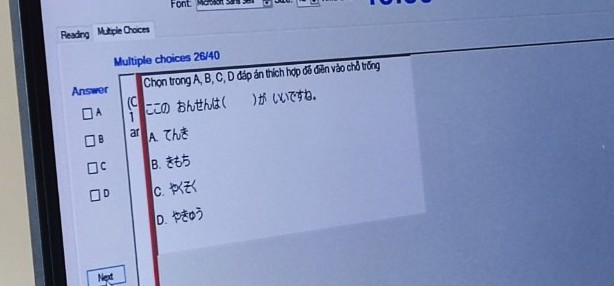 Font: Microsoft Sans Serif
Reading Multiple Choices
Multiple choices 26/40
Answer
A
B
C
D
(C
1
ar
Chọn trong A, B, C, D đáp án thích hợp để điền vào chỗ trống
ここの おんせんは( )が いいですね。
A. てんき
B. きもち
C. やくそく
D. やきゅう
Next